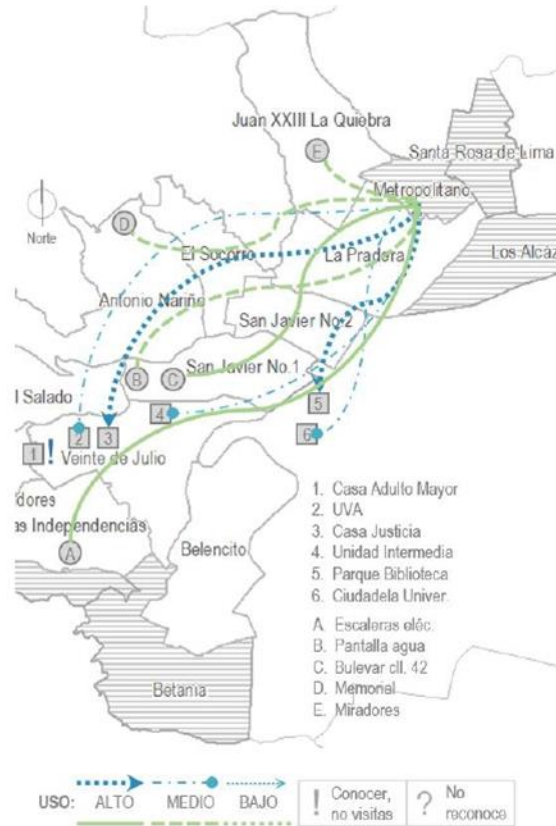 Juan XXIII La Quiebra
E
Santa Rosa de Lima
Metropolitano
D
Norte
El Socorro
La Pradera
Los Alcáz
Antonio Nariño
San Javier No.2
B
C
San Javier No.1
l Salado
4
5
1
!
2
3
6
Veinte de Julio
dores
as Independencias
A
Belencito
Betania
1. Casa Adulto Mayor
2. UVA
3. Casa Justicia
4. Unidad Intermedia
5. Parque Biblioteca
6. Ciudadela Univer.
A. Escaleras eléc.
B. Pantalla agua
C. Bulevar cll. 42
D. Memorial
E. Miradores
USO: ALTO MEDIO BAJO
! Conocer,
no visitas
? No
reconoce